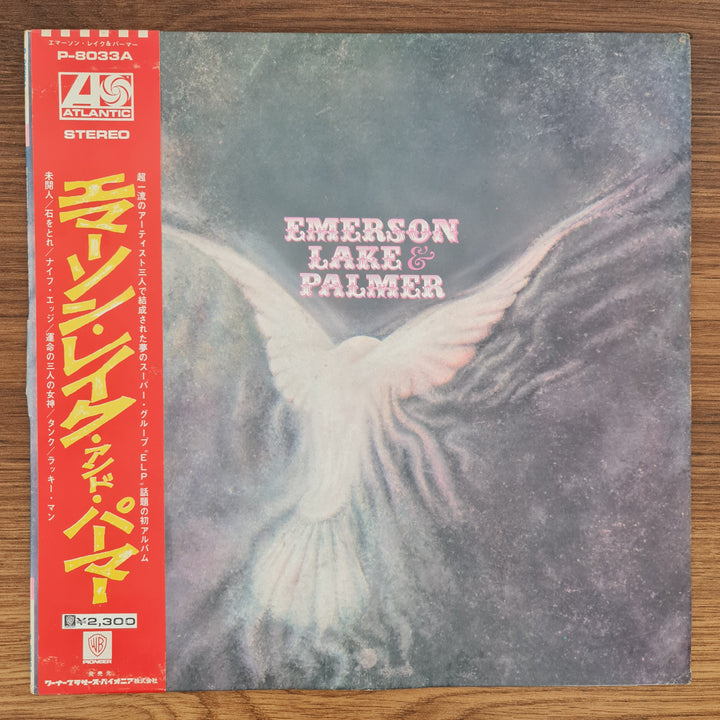 エマーソン・レイク&パーマー
P-8033A
ATLANTIC
STEREO
超一流のアーティスト三人で結成された夢のスーパー・グループ“ELP”話題の初アルバム
エマーソン・レイク・アンド・パーマー
未開人/石をとれ/ナイフ・エッジ/運命の三人の女神/タンク/ラッキー・マン
¥2,300
WB
PIONEER
発売元
ワーナーブラザーズ・パイオニア株式会社
EMERSON
LAKE &
PALMER